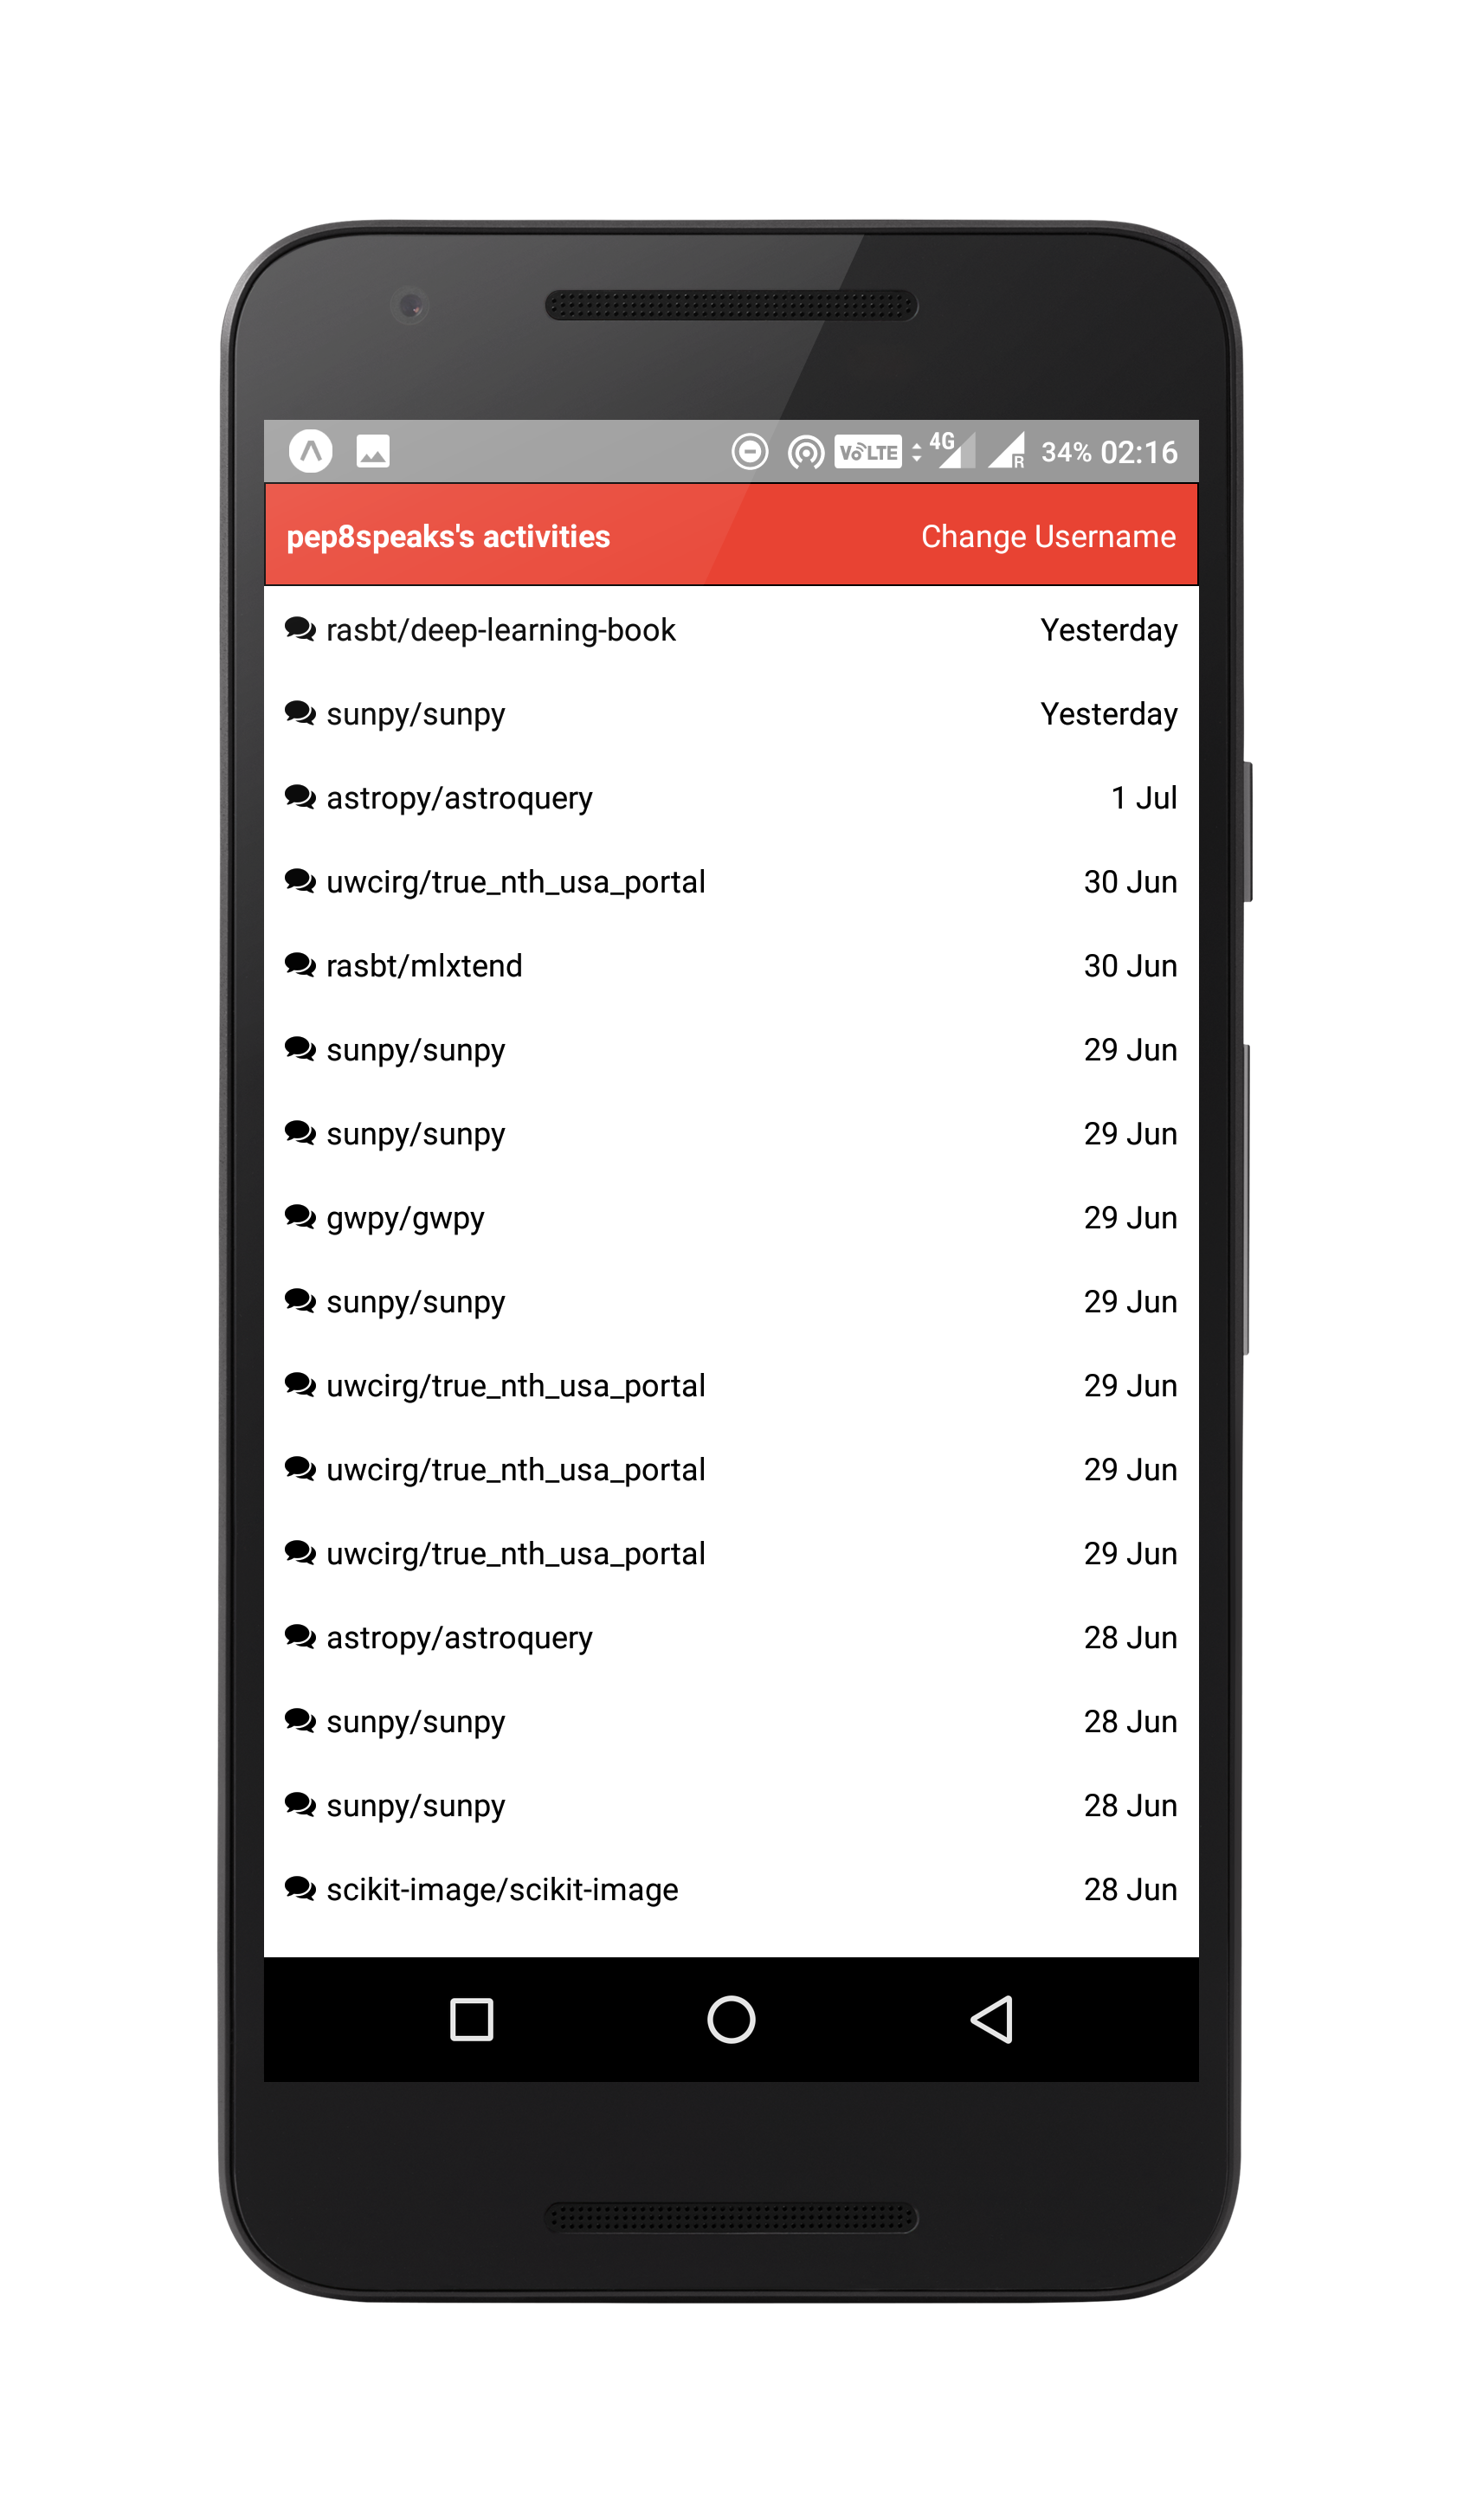 4G
VoLTE R 34% 02:16
pep8speaks's activities Change Username
rasbt/deep-learning-book Yesterday
sunpy/sunpy Yesterday
astropy/astroquery 1 Jul
uwcirg/true_nth_usa_portal 30 Jun
rasbt/mlxtend 30 Jun
sunpy/sunpy 29 Jun
sunpy/sunpy 29 Jun
gwpy/gwpy 29 Jun
sunpy/sunpy 29 Jun
uwcirg/true_nth_usa_portal 29 Jun
uwcirg/true_nth_usa_portal 29 Jun
uwcirg/true_nth_usa_portal 29 Jun
astropy/astroquery 28 Jun
sunpy/sunpy 28 Jun
sunpy/sunpy 28 Jun
scikit-image/scikit-image 28 Jun